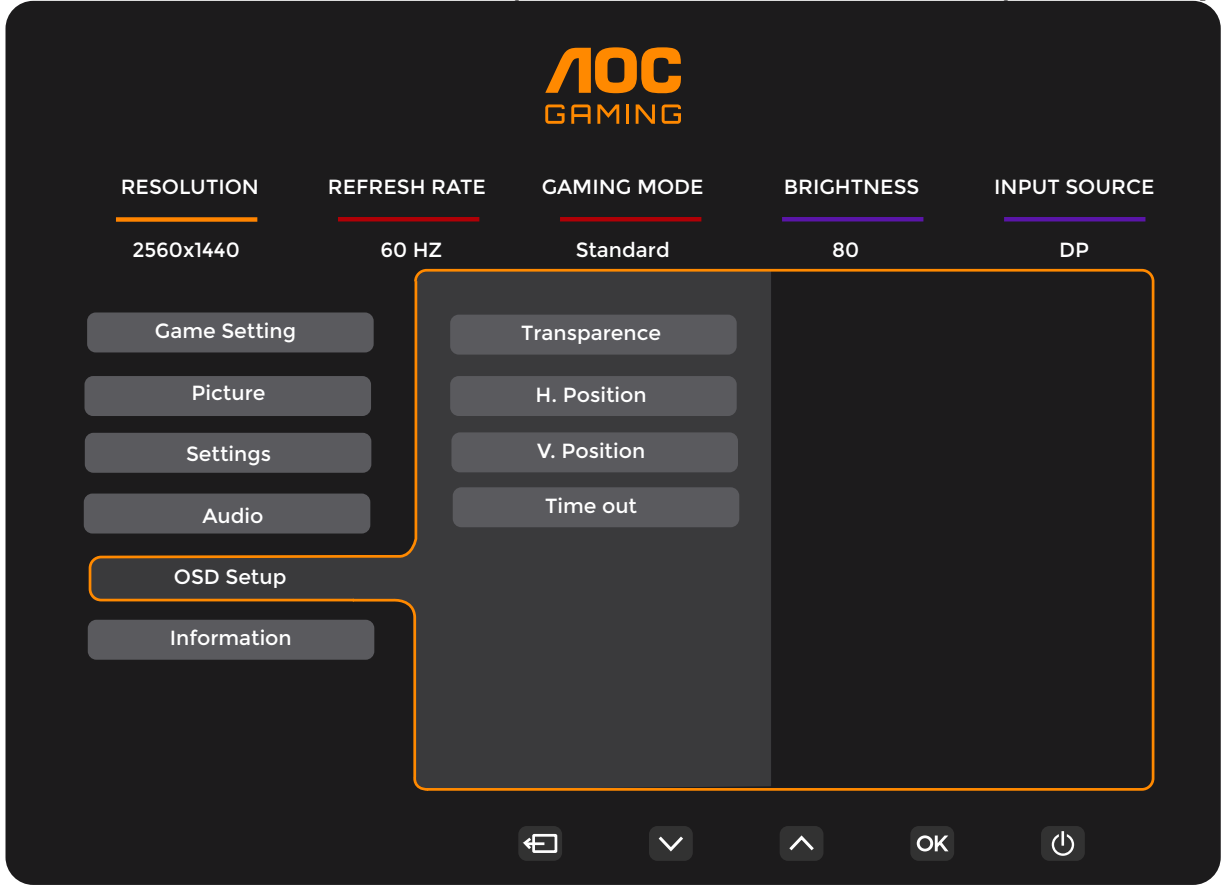 AOC
GAMING
RESOLUTION REFRESH RATE GAMING MODE BRIGHTNESS INPUT SOURCE
2560x1440 60 HZ Standard 80 DP
Game Setting
Picture
Settings
Audio
OSD Setup
Information
Transparence
H. Position
V. Position
Time out
OK